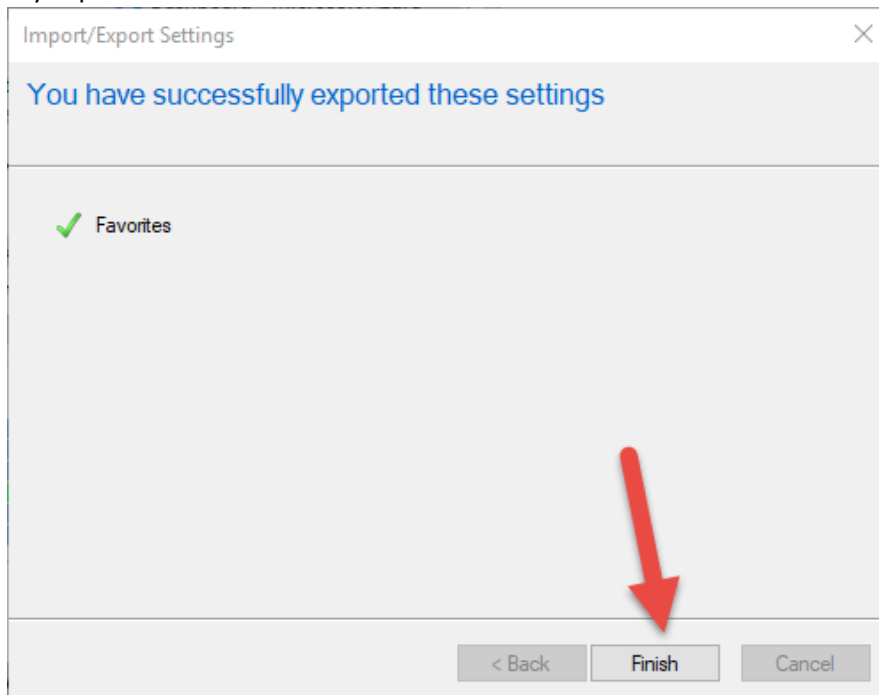 Import/Export Settings
You have successfully exported these settings
Favorites
< Back Finish Cancel